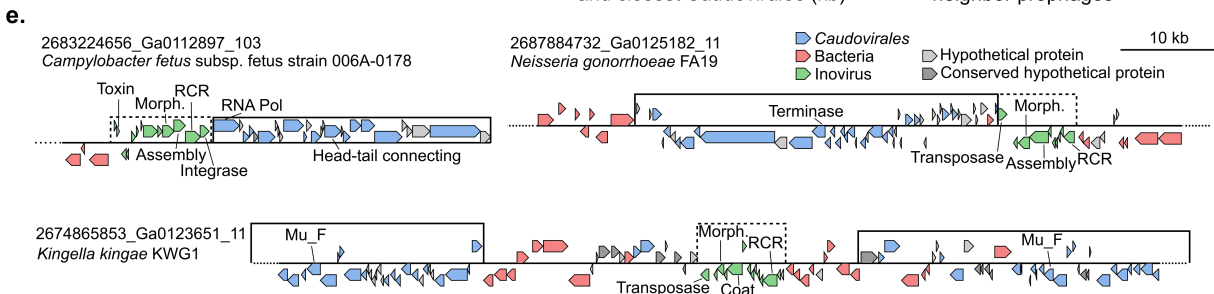 and closest Caudovirales (kb)
neighbor prophages
e.
2683224656_Ga0112897_103
Campylobacter fetus subsp. fetus strain 006A-0178
Toxin
RCR
Morph.
RNA Pol
Assembly
Integrase
Head-tail connecting
2687884732_Ga0125182_11
Neisseria gonorrhoeae FA19
Caudovirales
Bacteria
Inovirus
Hypothetical protein
Conserved hypothetical protein
10 kb
Terminase
Morph.
Transposase
Assembly
RCR
2674865853_Ga0123651_11
Kingella kingae KWG1
Mu_F
Morph.
RCR
Transposase
Coat
Mu_F